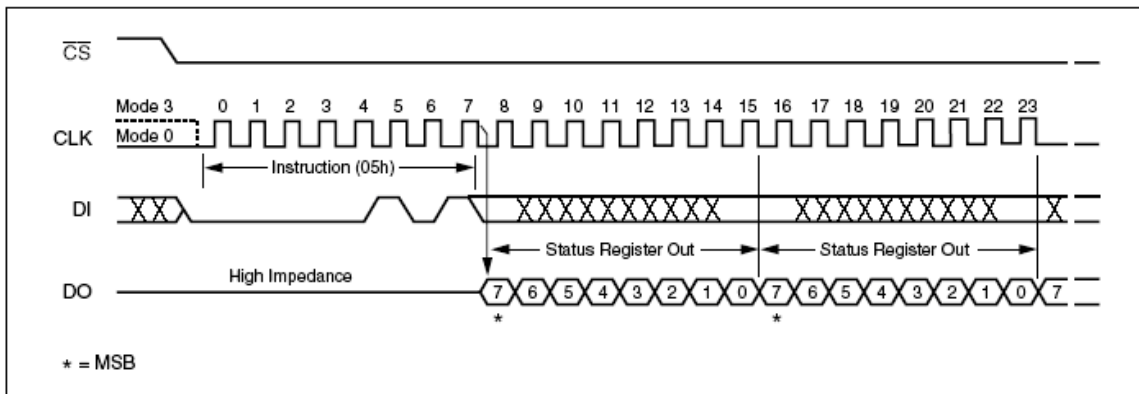 CS
Mode 3 0 1 2 3 4 5 6 7 8 9 10 11 12 13 14 15 16 17 18 19 20 21 22 23
CLK Mode 0
Instruction (05h)
DI
Status Register Out Status Register Out
High Impedance
DO 7 6 5 4 3 2 1 0 7 6 5 4 3 2 1 0 7
* *
* = MSB